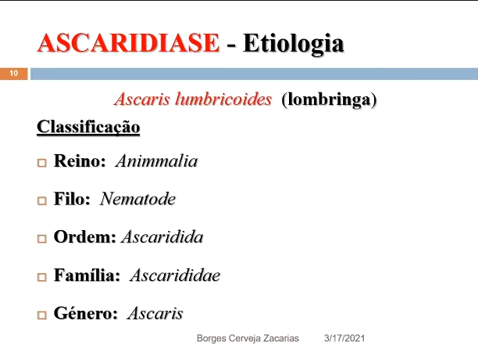 ASCARIDIASE - Etiologia
10
Ascaris lumbricoides (lombringa)
Classificação
Reino: Animmalia
Filo: Nematode
Ordem: Ascaridida
Família: Ascarididae
Género: Ascaris
Borges Cerveja Zacarias 3/17/2021